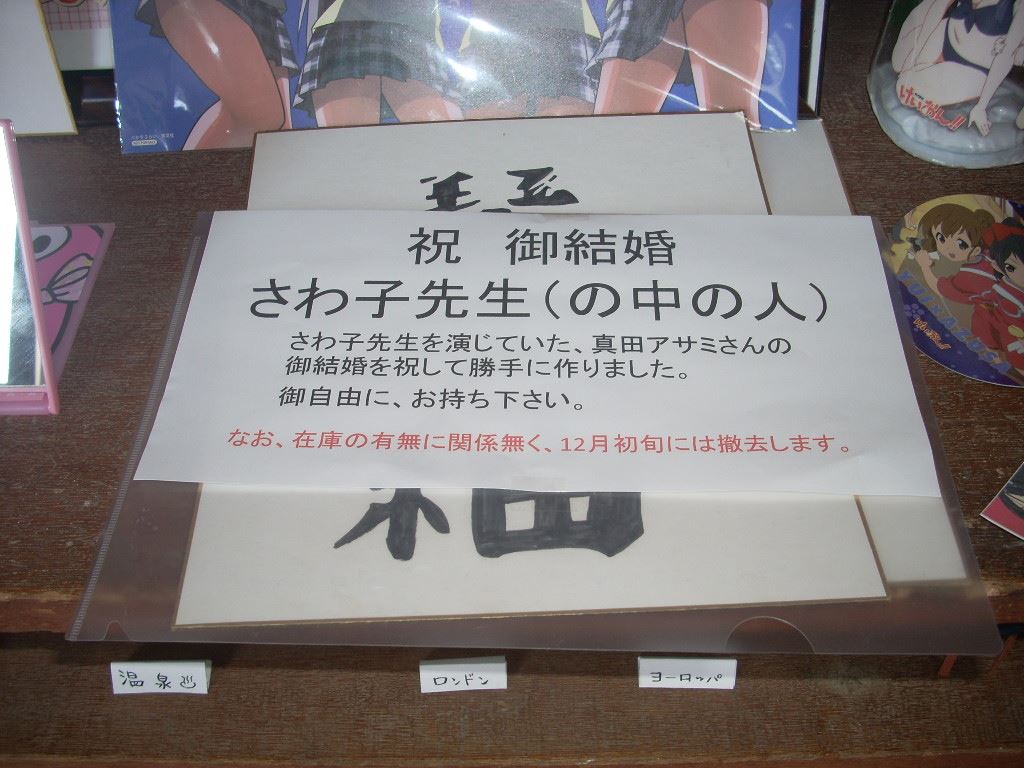 けいおん!!
祝 御結婚
さわ子先生(の中の人)
さわ子先生を演じていた、真田アサミさんの
御結婚を祝して勝手に作りました。
御自由に、お持ち下さい。
なお、在庫の有無に関係無く、12月初旬には撤去します。
温泉♨
ロンドン
ヨーロッパ